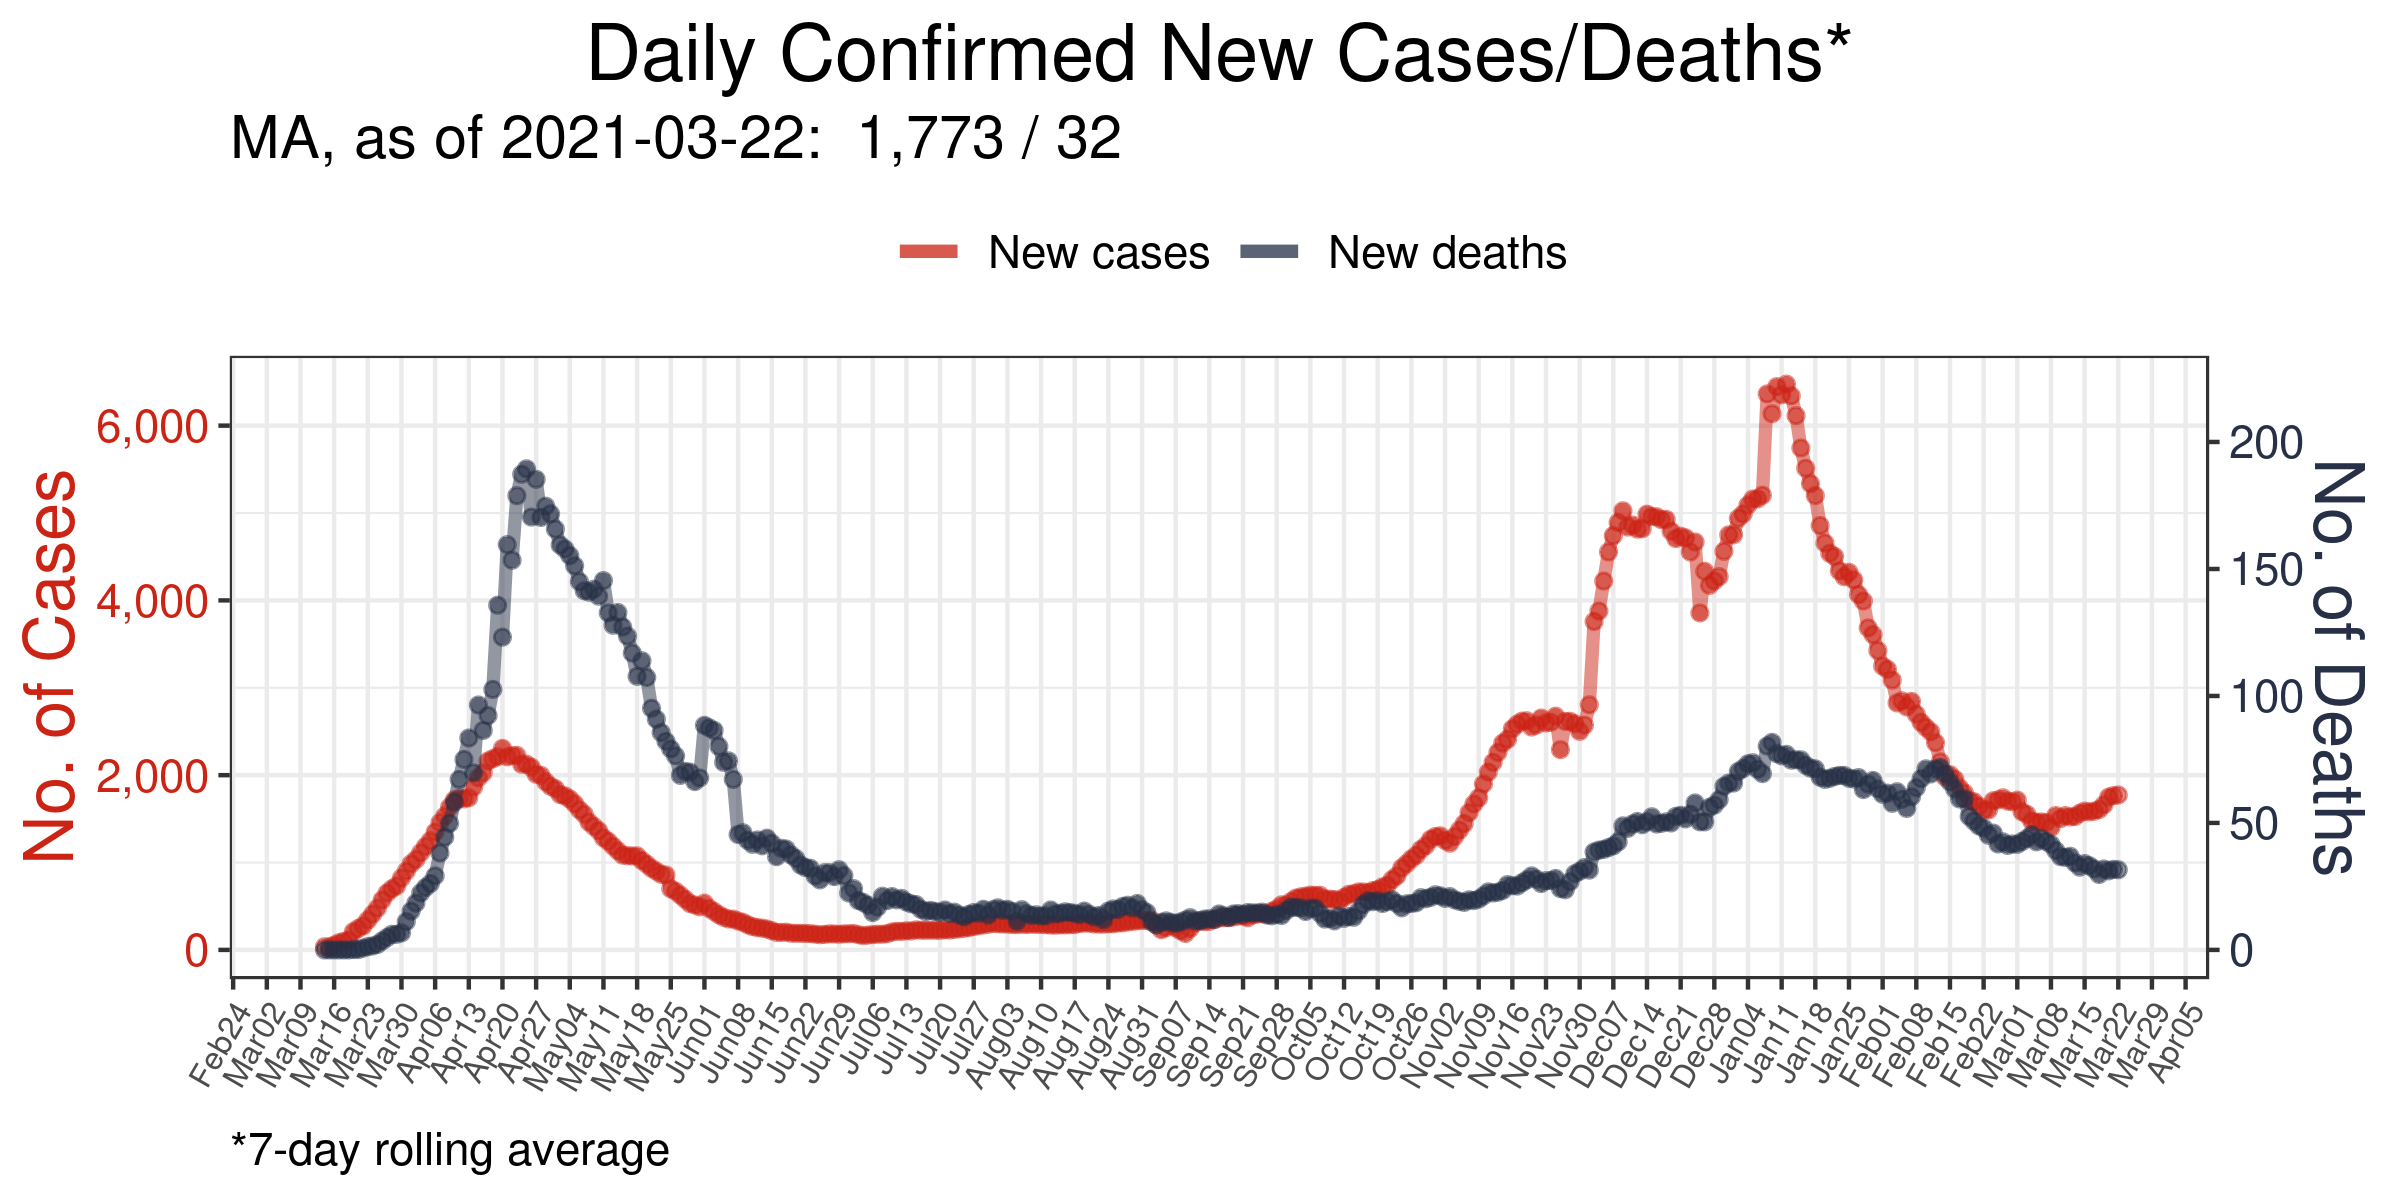 Daily Confirmed New Cases/Deaths*
MA, as of 2021-03-22:  1,773 / 32
New cases
New deaths
No. of Cases
6,000
4,000
2,000
0
200
150
100
50
0
No. of Deaths
Feb24
Mar02
Mar09
Mar16
Mar23
Mar30
Apr06
Apr13
Apr20
Apr27
May04
May11
May18
May25
Jun01
Jun08
Jun15
Jun22
Jun29
Jul06
Jul13
Jul20
Jul27
Aug03
Aug10
Aug17
Aug24
Aug31
Sep07
Sep14
Sep21
Sep28
Oct05
Oct12
Oct19
Oct26
Nov02
Nov09
Nov16
Nov23
Nov30
Dec07
Dec14
Dec21
Dec28
Jan04
Jan11
Jan18
Jan25
Feb01
Feb08
Feb15
Feb22
Mar01
Mar08
Mar15
Mar22
Mar29
Apr05
*7-day rolling average